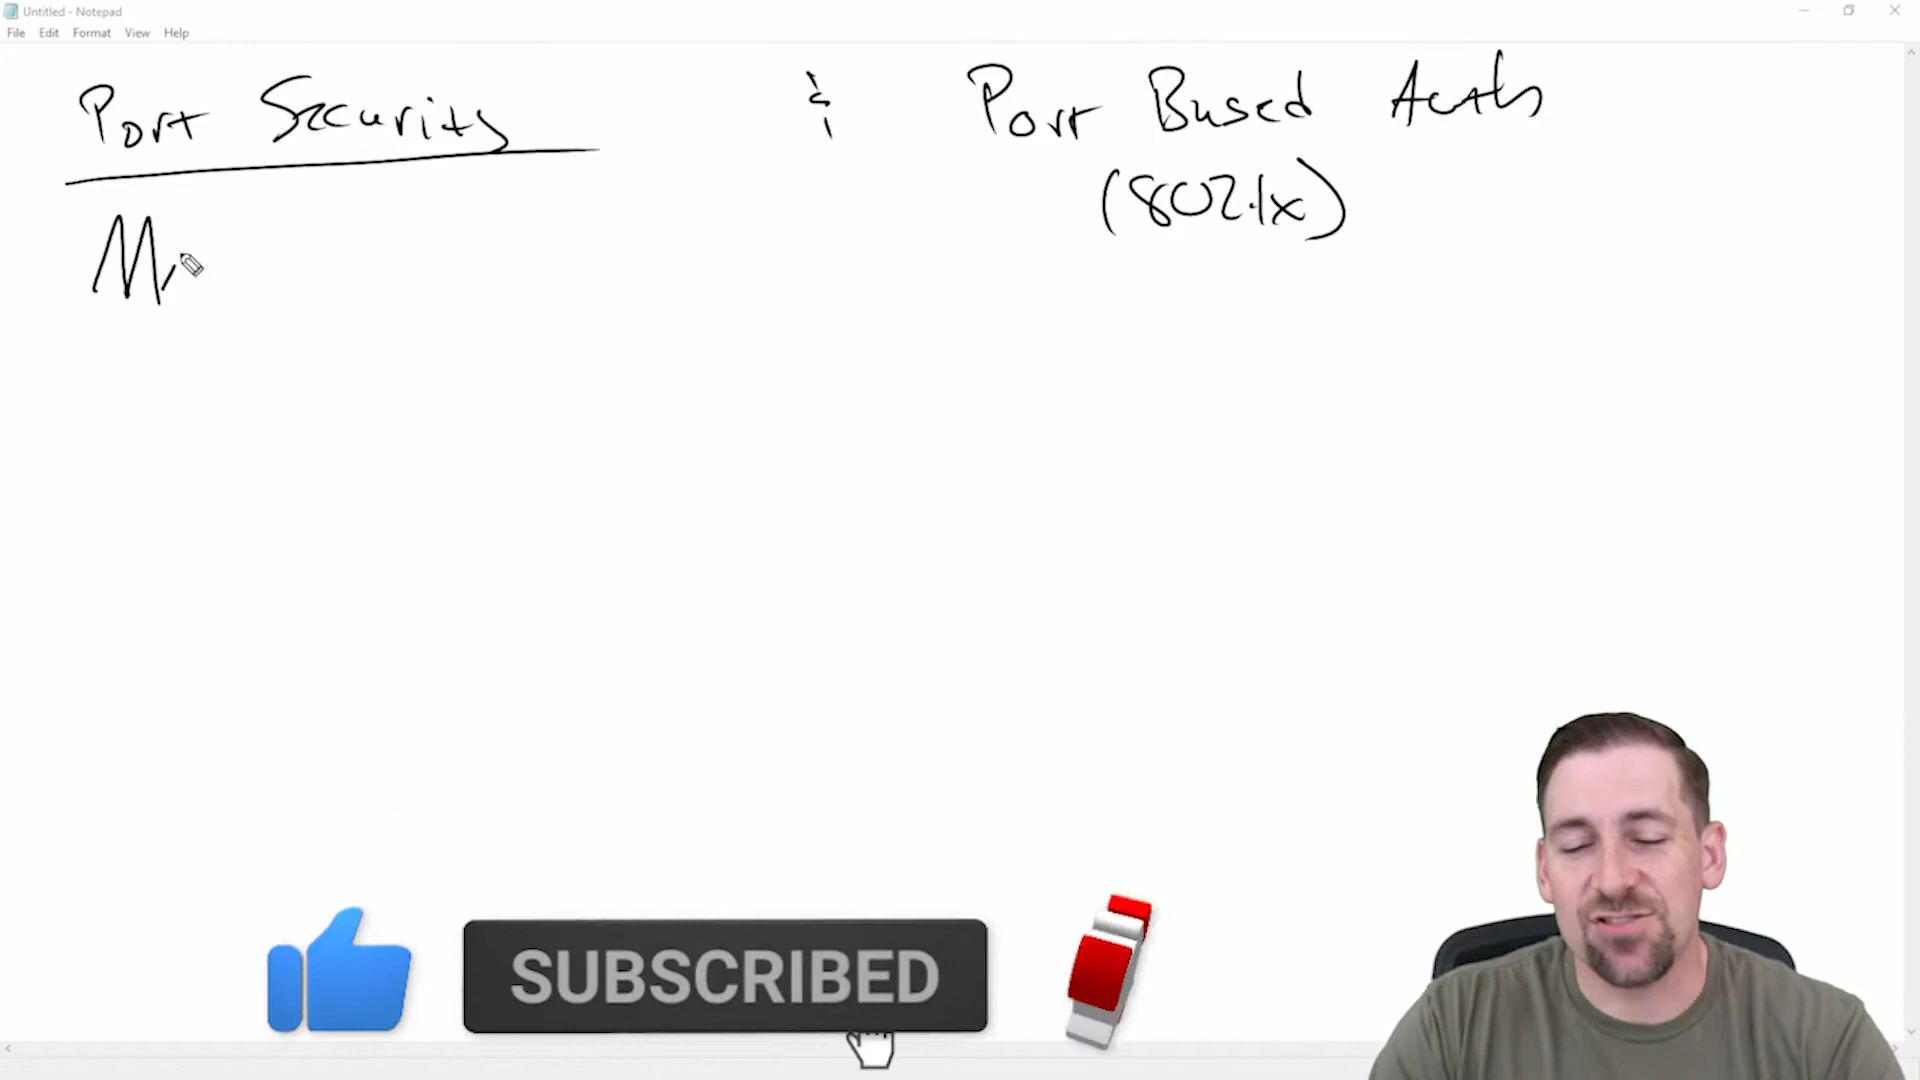 Untitled - Notepad
File Edit Format View Help
Port Security & Port Based Auth
(802.1x)
M
SUBSCRIBED